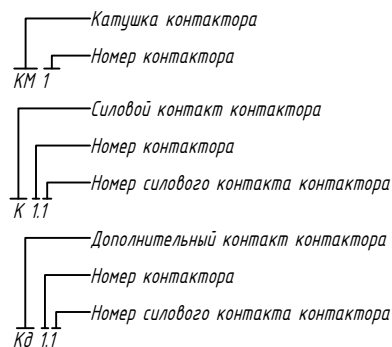 Катушка контактора
Номер контактора
КМ 1
Силовой контакт контактора
Номер контактора
Номер силового контакта контактора
К 1.1
Дополнительный контакт контактора
Номер контактора
Номер силового контакта контактора
Кд 1.1